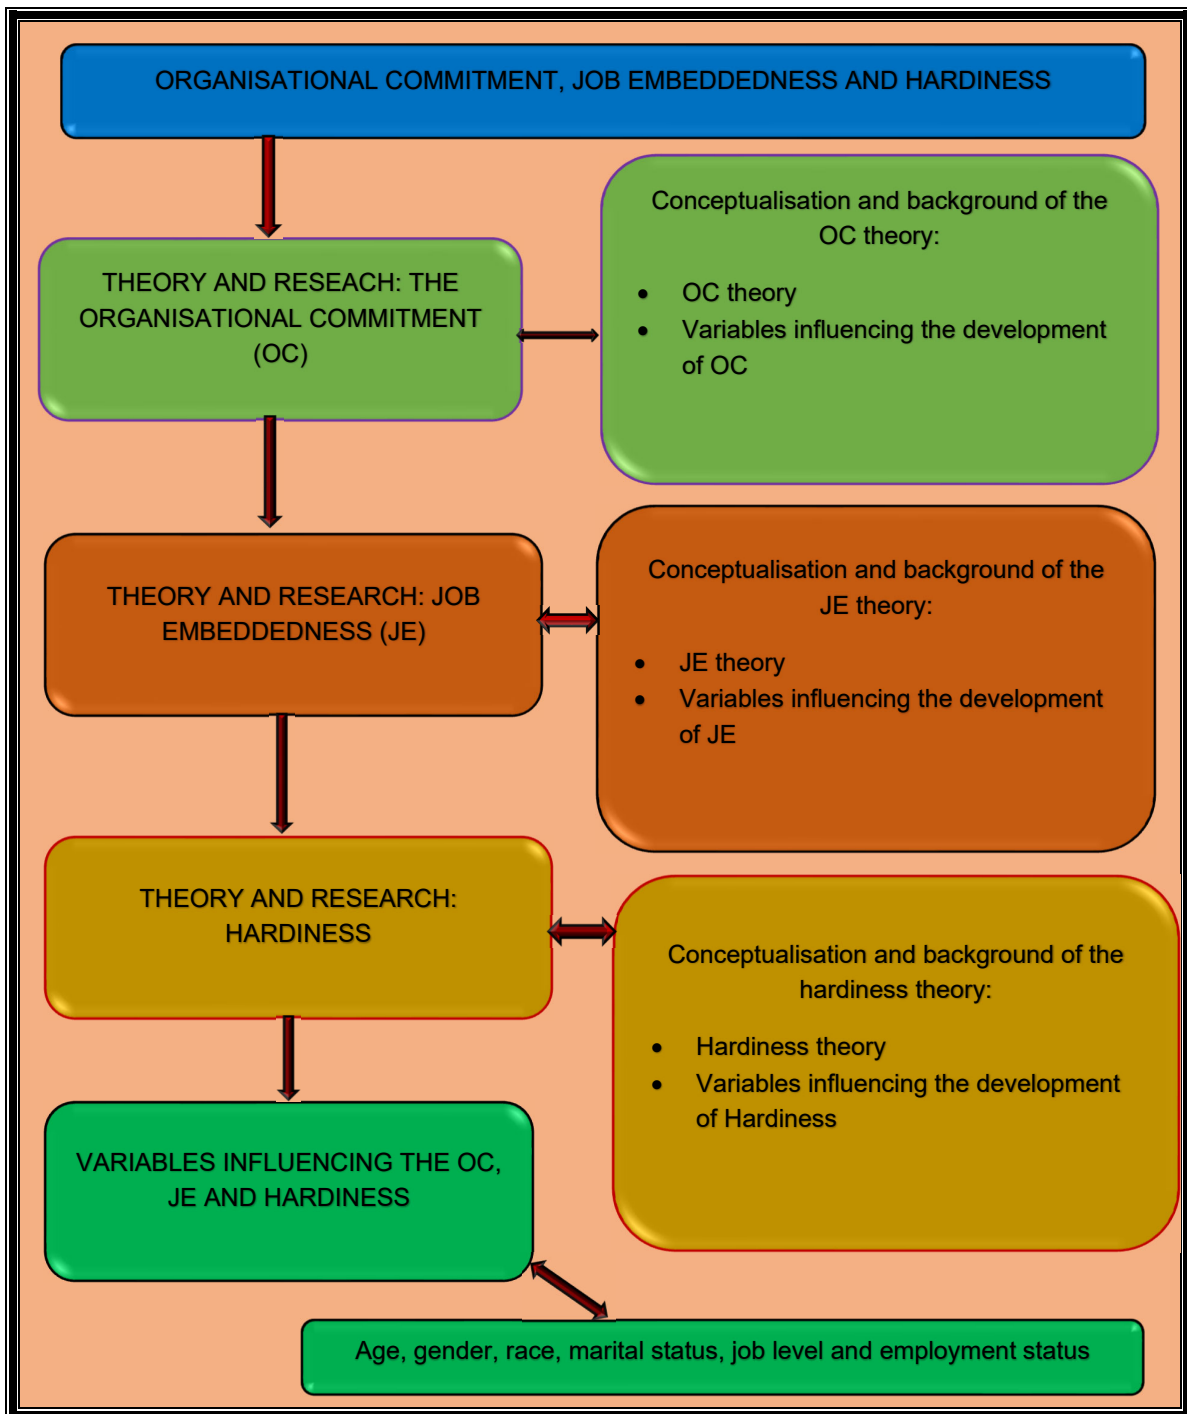 ORGANISATIONAL COMMITMENT, JOB EMBEDDEDNESS AND HARDINESS
THEORY AND RESEACH: THE
ORGANISATIONAL COMMITMENT
(OC)
Conceptualisation and background of the
OC theory:
• OC theory
• Variables influencing the development
of OC
THEORY AND RESEARCH: JOB
EMBEDDEDNESS (JE)
Conceptualisation and background of the
JE theory:
• JE theory
• Variables influencing the development
of JE
THEORY AND RESEARCH:
HARDINESS
Conceptualisation and background of the
hardiness theory:
• Hardiness theory
• Variables influencing the development
of Hardiness
VARIABLES INFLUENCING THE OC,
JE AND HARDINESS
Age, gender, race, marital status, job level and employment status